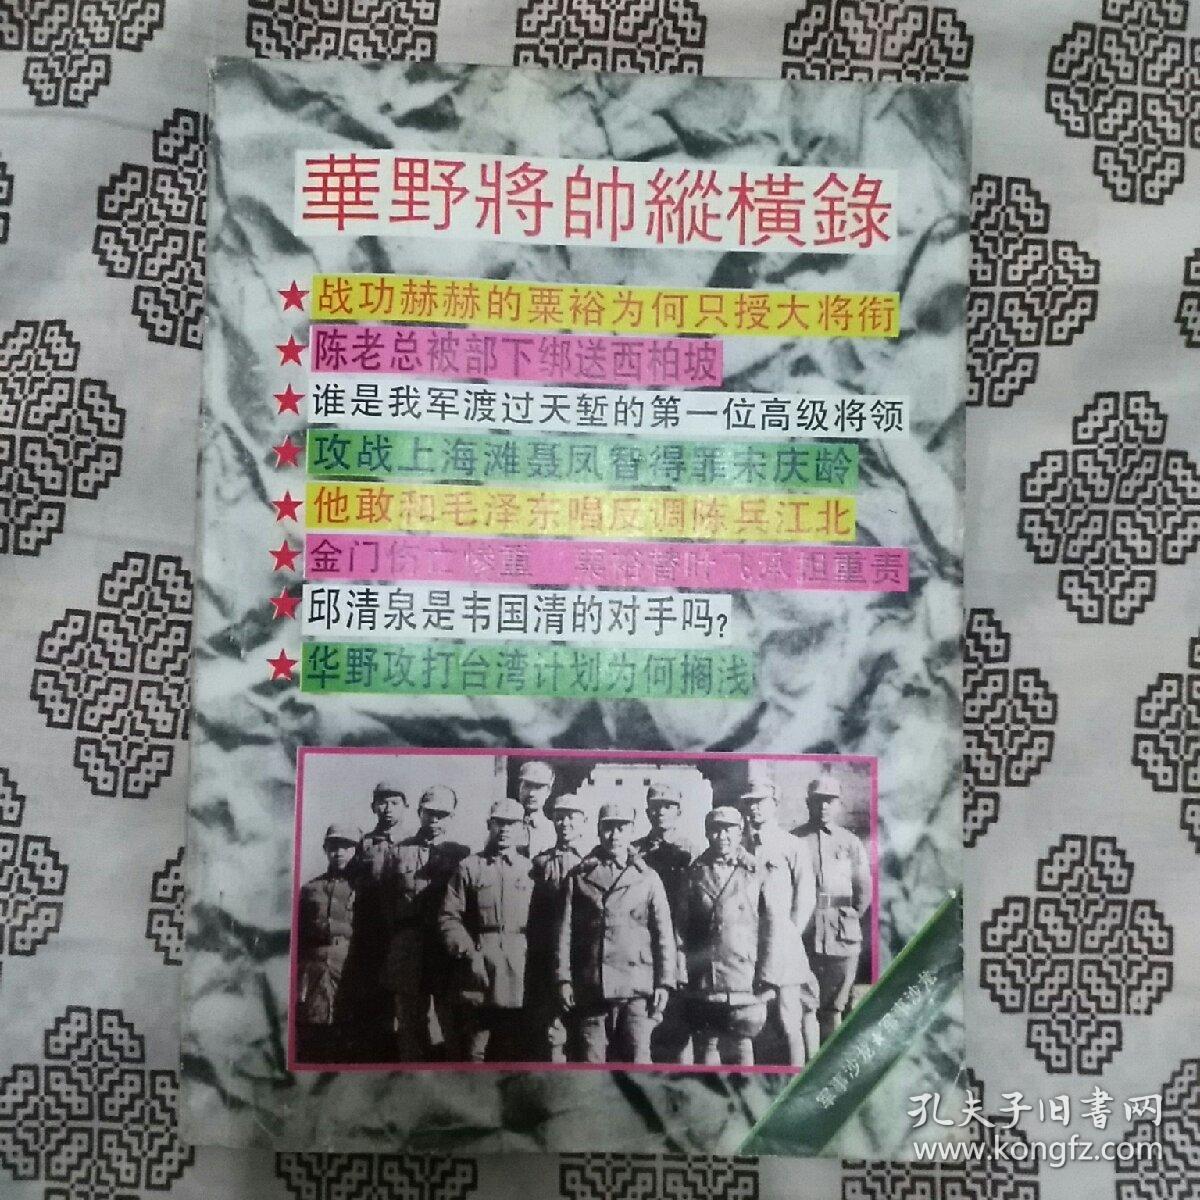 華野將帥縱橫錄
★战功赫赫的粟裕为何只授大将衔
★陈老总被部下绑送西柏坡
★谁是我军渡过天堑的第一位高级将领
★攻战上海滩聂凤智得罪宋庆龄
★他敢和毛泽东唱反调陈兵江北
★金门伤亡惨重 粟裕替叶飞承担重责
★邱清泉是韦国清的对手吗?
★华野攻打台湾计划为何搁浅
孔夫子旧書网
www.kongfz.com